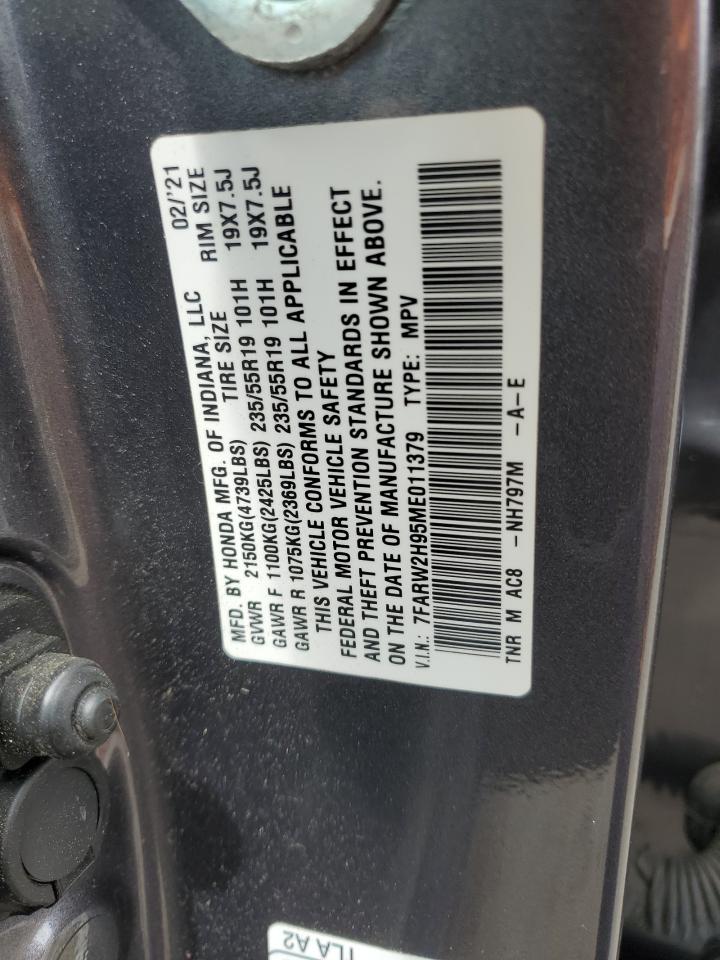 MFD. BY HONDA MFG. OF INDIANA, LLC 02/'21
GVWR 2150KG(4739LBS) TIRE SIZE RIM SIZE
GAWR F 1100KG(2425LBS) 235/55R19 101H 19X7.5J
GAWR R 1075KG(2369LBS) 235/55R19 101H 19X7.5J
THIS VEHICLE CONFORMS TO ALL APPLICABLE
FEDERAL MOTOR VEHICLE SAFETY
AND THEFT PREVENTION STANDARDS IN EFFECT
ON THE DATE OF MANUFACTURE SHOWN ABOVE.
V.I.N.: 7FARW2H95ME011379 TYPE: MPV
TNR M AC8 -NH797M -A-E
TLA A2